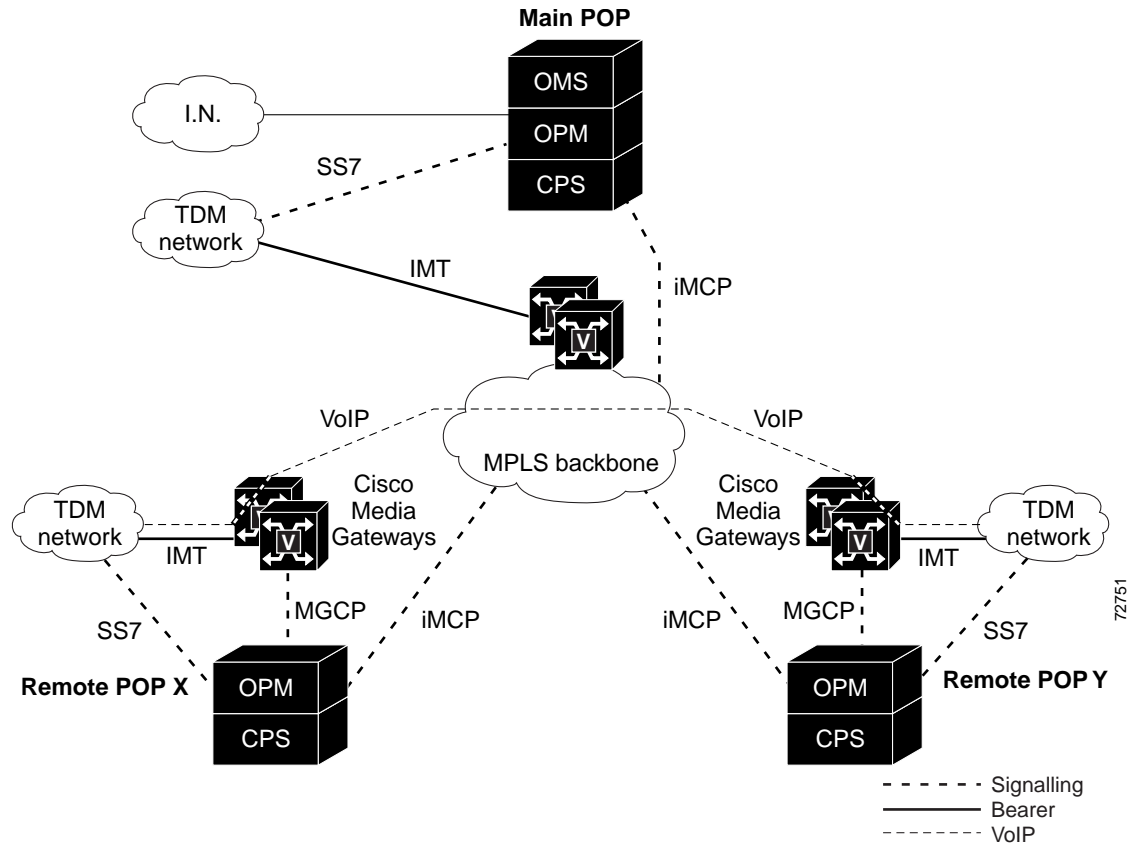 Main POP
OMS
I.N.
OPM
SS7
CPS
TDM
network
IMT
iMCP
V
V
VoIP
VoIP
MPLS backbone
Cisco
Media
Gateways
Cisco
Media
Gateways
TDM
network
TDM
network
V
V
V
V
IMT
IMT
MGCP
iMCP
iMCP
MGCP
SS7
SS7
72751
Remote POP X
OPM
CPS
OPM
CPS
Remote POP Y
Signalling
Bearer
VoIP